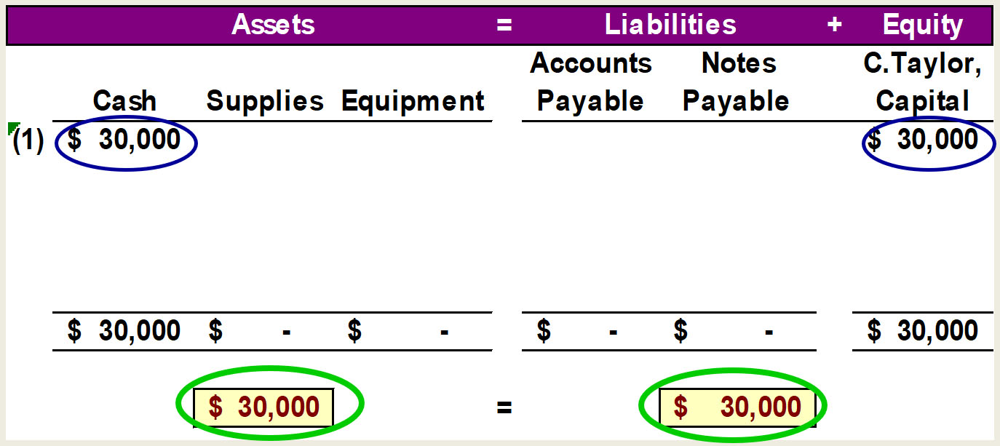 Assets = Liabilities + Equity
Accounts Notes C.Taylor,
Cash Supplies Equipment Payable Payable Capital
(1) $ 30,000 $ 30,000
$ 30,000 $ - $ - $ - $ - $ 30,000
$ 30,000 = $ 30,000